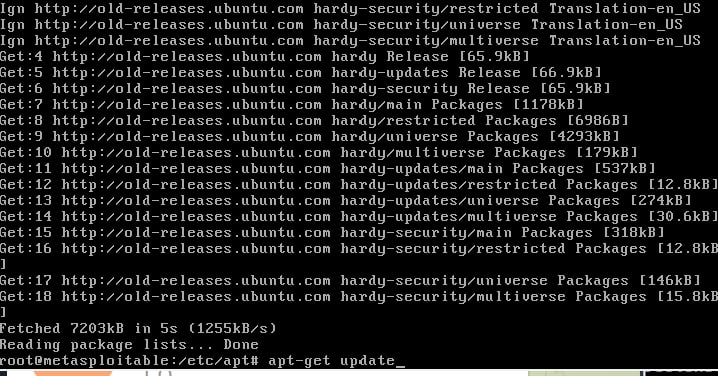 Ign http://old-releases.ubuntu.com hardy-security/restricted Translation-en_US
Ign http://old-releases.ubuntu.com hardy-security/universe Translation-en_US
Ign http://old-releases.ubuntu.com hardy-security/multiverse Translation-en_US
Get:4 http://old-releases.ubuntu.com hardy Release [65.9kB]
Get:5 http://old-releases.ubuntu.com hardy-updates Release [66.9kB]
Get:6 http://old-releases.ubuntu.com hardy-security Release [65.9kB]
Get:7 http://old-releases.ubuntu.com hardy/main Packages [1178kB]
Get:8 http://old-releases.ubuntu.com hardy/restricted Packages [6986B]
Get:9 http://old-releases.ubuntu.com hardy/universe Packages [4293kB]
Get:10 http://old-releases.ubuntu.com hardy/multiverse Packages [179kB]
Get:11 http://old-releases.ubuntu.com hardy-updates/main Packages [537kB]
Get:12 http://old-releases.ubuntu.com hardy-updates/restricted Packages [12.8kB]
Get:13 http://old-releases.ubuntu.com hardy-updates/universe Packages [274kB]
Get:14 http://old-releases.ubuntu.com hardy-updates/multiverse Packages [30.6kB]
Get:15 http://old-releases.ubuntu.com hardy-security/main Packages [318kB]
Get:16 http://old-releases.ubuntu.com hardy-security/restricted Packages [12.8kB
]
Get:17 http://old-releases.ubuntu.com hardy-security/universe Packages [146kB]
Get:18 http://old-releases.ubuntu.com hardy-security/multiverse Packages [15.8kB
]
Fetched 7203kB in 5s (1255kB/s)
Reading package lists... Done
root@metasploitable:/etc/apt# apt-get update_